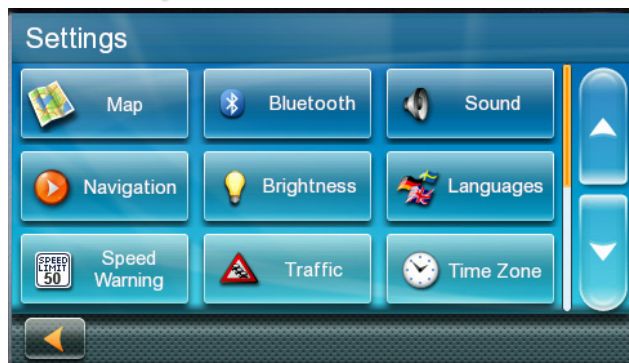 Settings
Map
Bluetooth
Sound
Navigation
Brightness
Languages
SPEED
LIMIT
50
Speed
Warning
Traffic
Time Zone